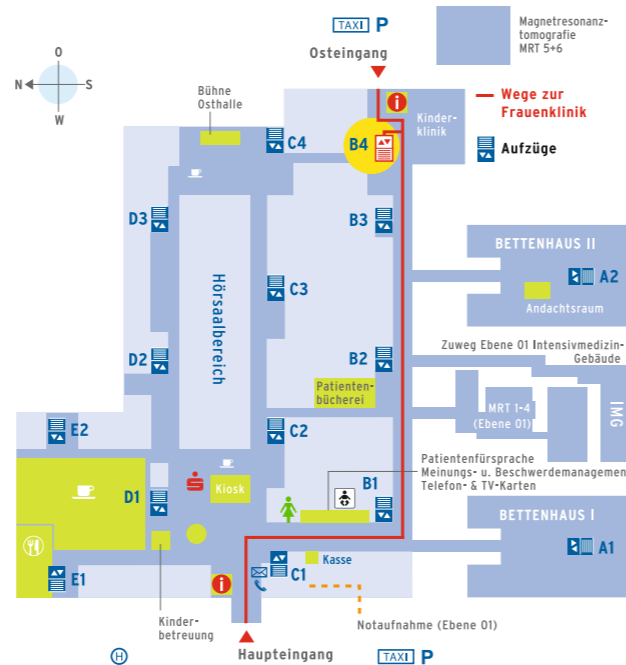 TAXI P
Osteingang
Magnetresonanz-
tomografie
MRT 5+6
O
N
S
W
Bühne
Osthalle
i
Kinder-
klinik
Wege zur
Frauenklinik
Aufzüge
C4
B4
D3
B3
BETTENHAUS II
A2
Andachtsraum
Hörsaalbereich
C3
Zuweg Ebene 01 Intensivmedizin-
Gebäude
D2
B2
Patienten-
bücherei
MRT 1-4
(Ebene 01)
IMG
E2
C2
Patientenfürsprache
Meinungs- u. Beschwerdemanagemen
Telefon- & TV-Karten
Kiosk
D1
B1
BETTENHAUS I
A1
E1
i
C1
Kasse
Kinder-
betreuung
Notaufnahme (Ebene 01)
H
Haupteingang
TAXI P